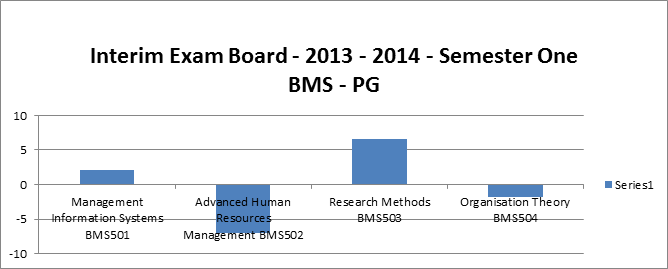 Interim Exam Board - 2013 - 2014 - Semester One
BMS - PG
10
5
0
-5
-10
Management
Information Systems
BMS501
Advanced Human
Resources
Management BMS502
Research Methods
BMS503
Organisation Theory
BMS504
Series1